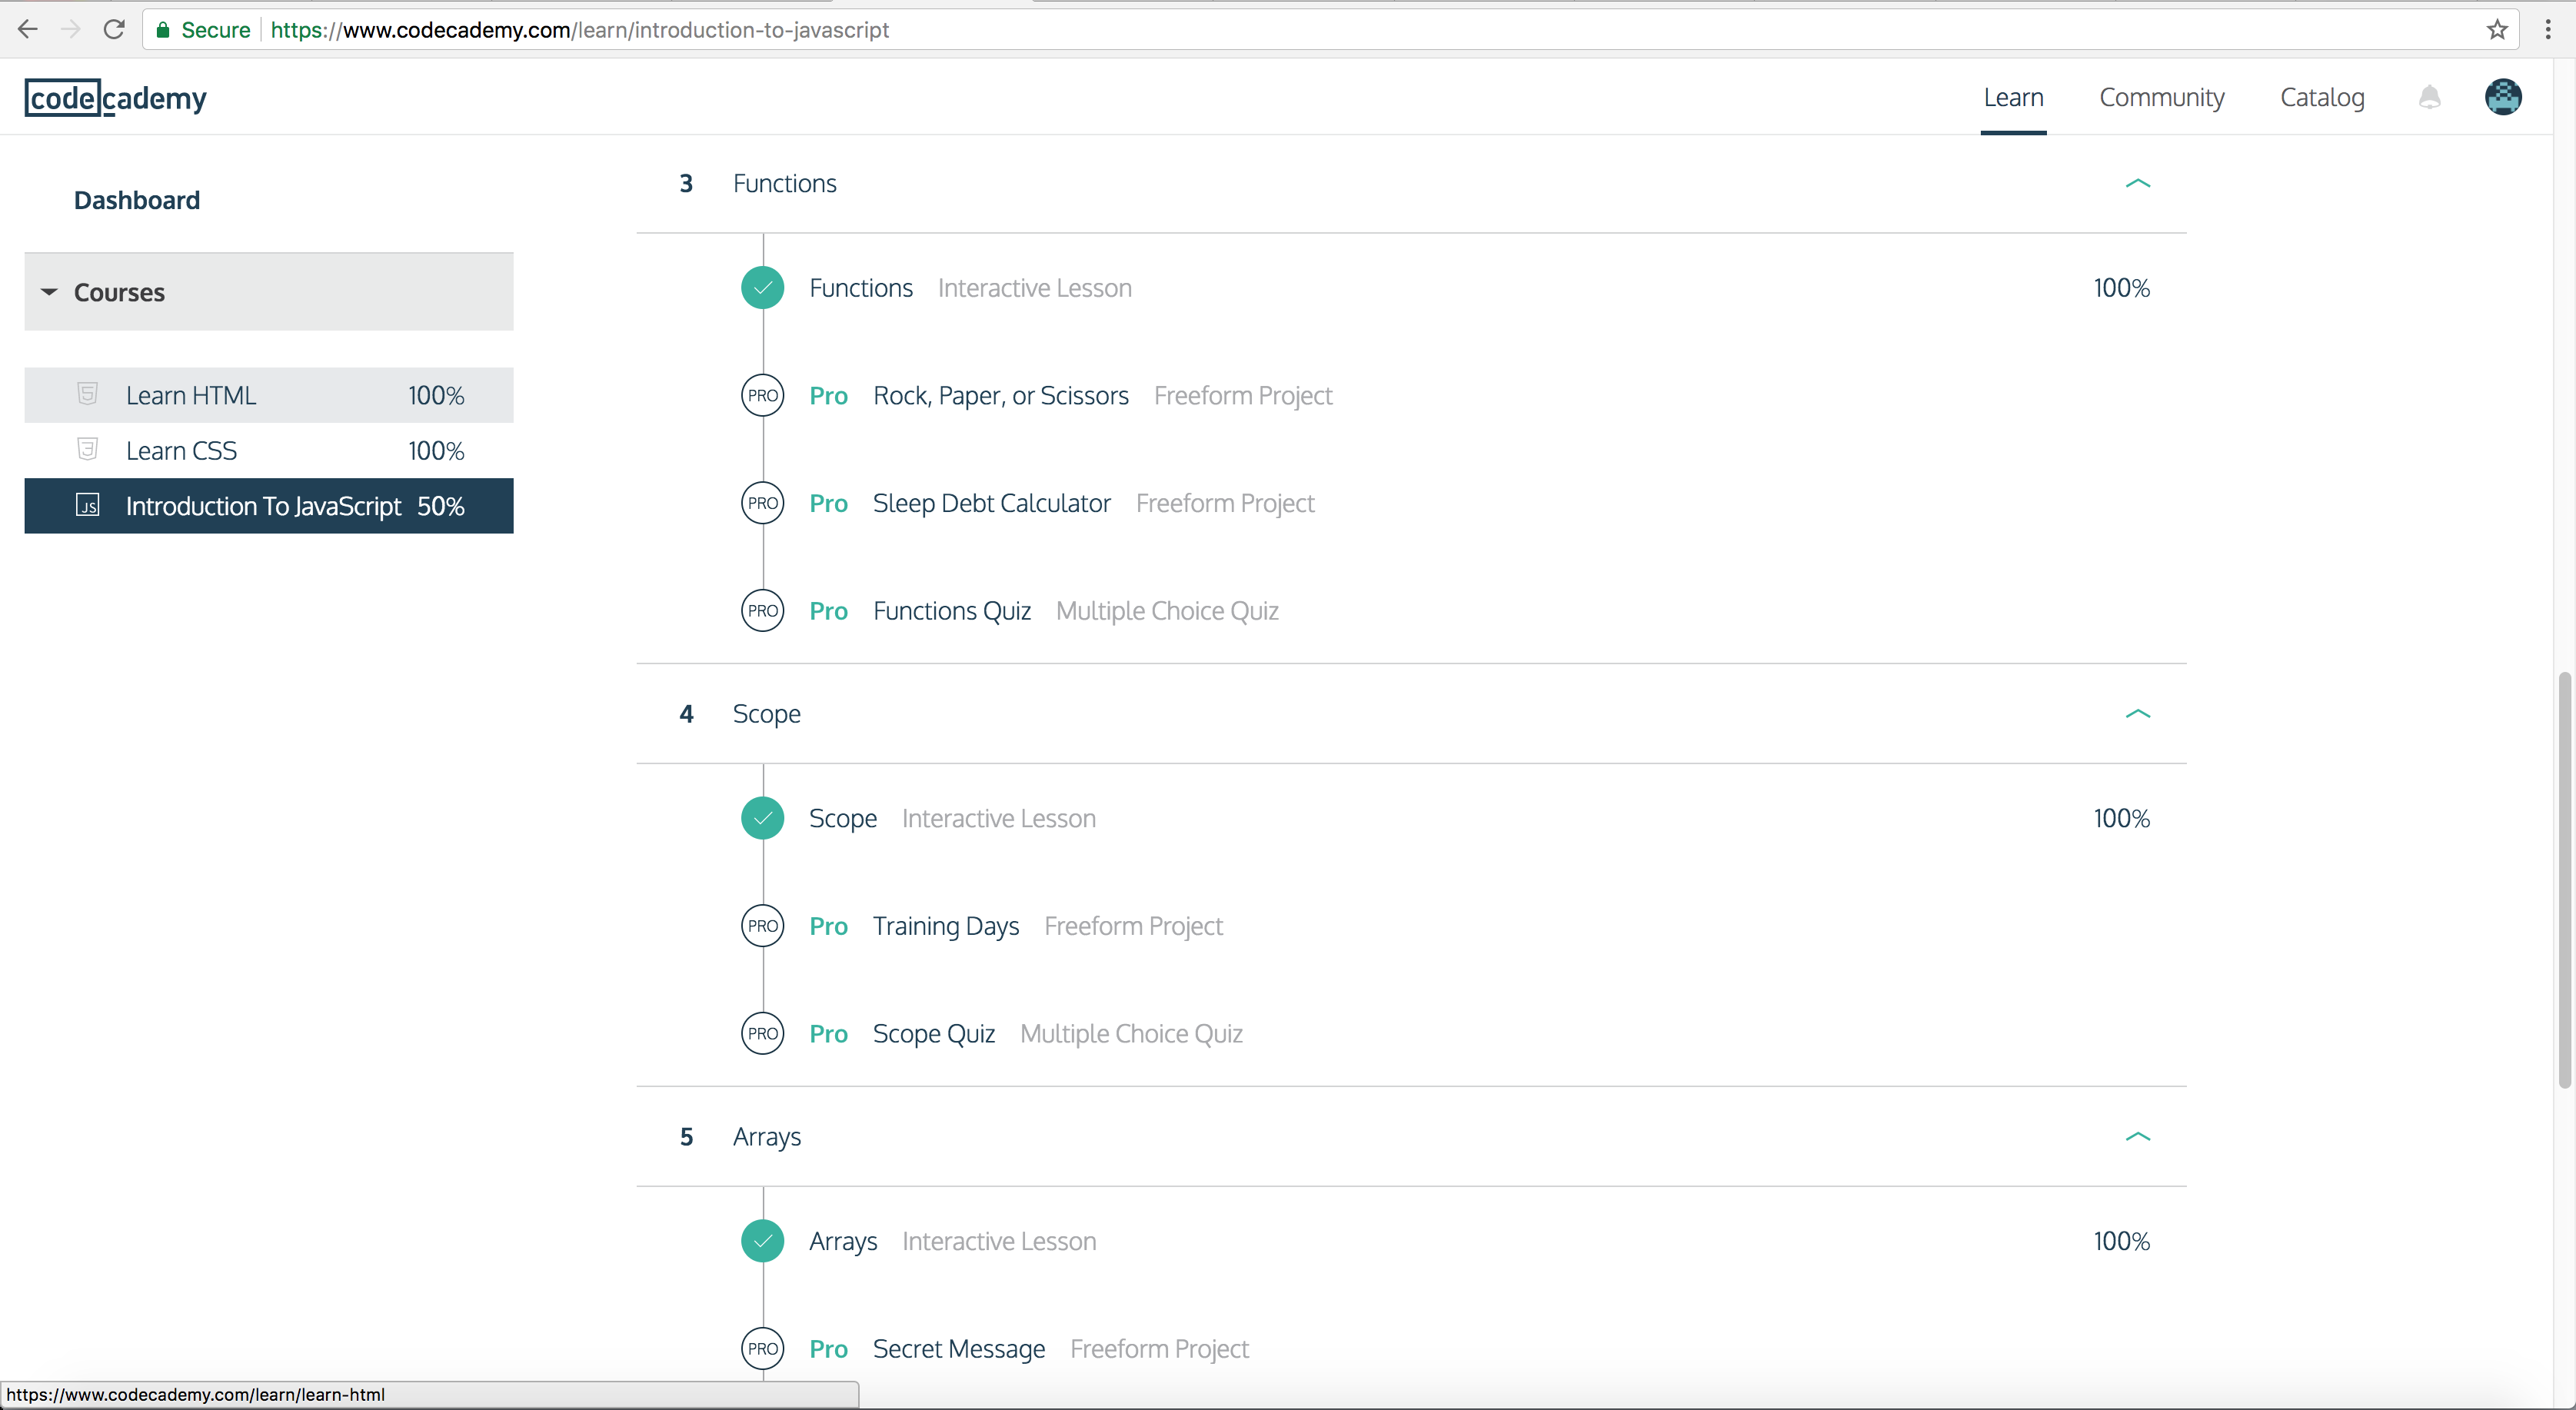 Secure https://www.codecademy.com/learn/introduction-to-javascript
codecademy
Learn Community Catalog
Dashboard
Courses
5 Learn HTML 100%
3 Learn CSS 100%
JS Introduction To JavaScript 50%
3 Functions
Functions Interactive Lesson 100%
PRO Pro Rock, Paper, or Scissors Freeform Project
PRO Pro Sleep Debt Calculator Freeform Project
PRO Pro Functions Quiz Multiple Choice Quiz
4 Scope
Scope Interactive Lesson 100%
PRO Pro Training Days Freeform Project
PRO Pro Scope Quiz Multiple Choice Quiz
5 Arrays
Arrays Interactive Lesson 100%
PRO Pro Secret Message Freeform Project
https://www.codecademy.com/learn/learn-html